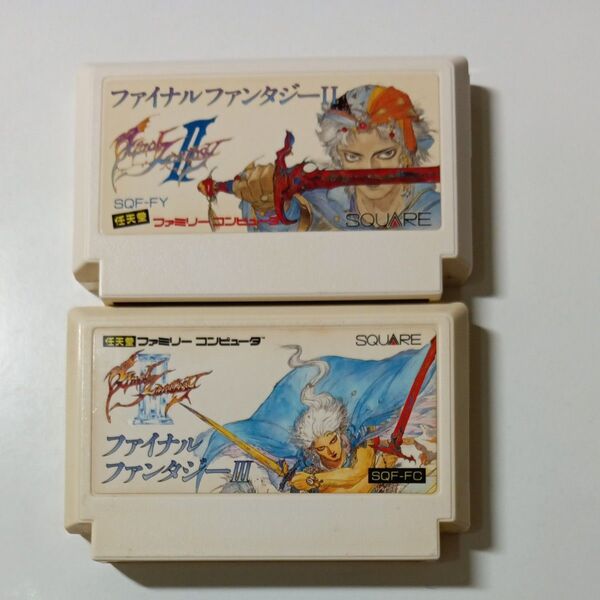 ファイナルファンタジーII
Final Fantasy
II
SQF-FY
任天堂 ファミリーコンピュータ
SQUARE
任天堂 ファミリー コンピュータ
SQUARE
Final Fantasy
III
ファイナル
ファンタジーIII
SQF-FC